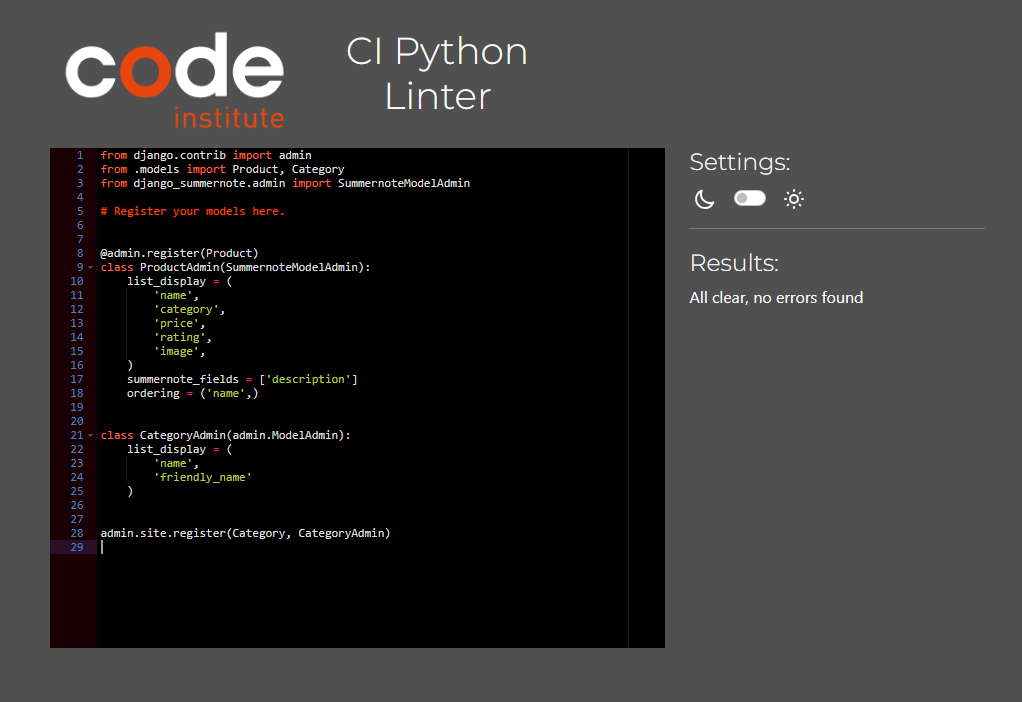 code
institute
CI Python
Linter
1 from django.contrib import admin
2 from .models import Product, Category
3 from django_summernote.admin import SummernoteModelAdmin
4
5 # Register your models here.
6
7
8 @admin.register(Product)
9 class ProductAdmin(SummernoteModelAdmin):
10     list_display = (
11         'name',
12         'category',
13         'price',
14         'rating',
15         'image',
16     )
17     summernote_fields = ['description']
18     ordering = ('name',)
19
20
21 class CategoryAdmin(admin.ModelAdmin):
22     list_display = (
23         'name',
24         'friendly_name'
25     )
26
27
28 admin.site.register(Category, CategoryAdmin)
29
Settings:
Results:
All clear, no errors found